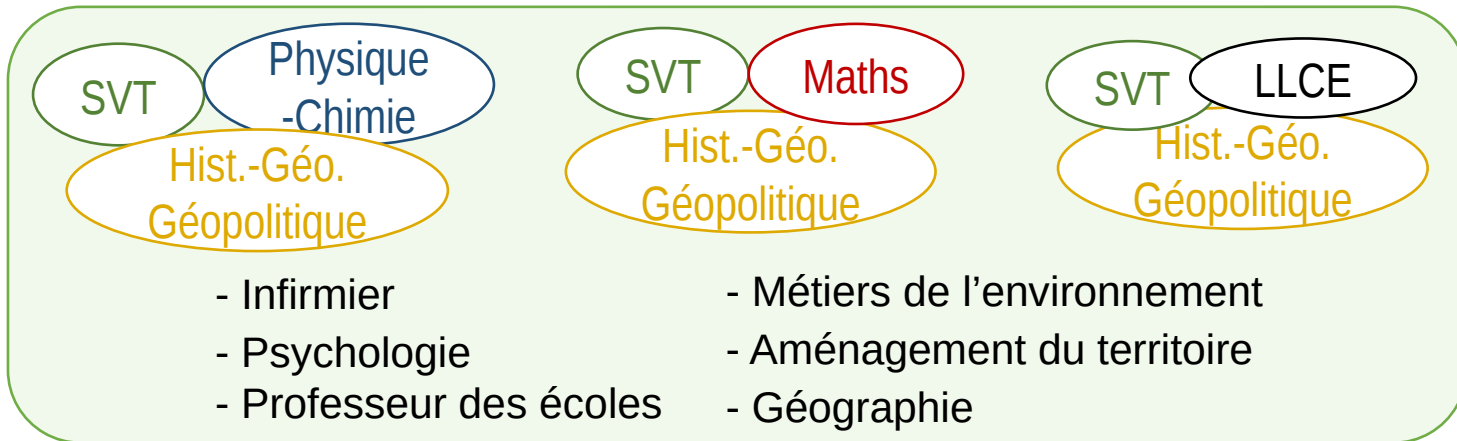 SVT
Physique
-Chimie
Hist.-Géo.
Géopolitique
SVT
Maths
Hist.-Géo.
Géopolitique
SVT
LLCE
Hist.-Géo.
Géopolitique
- Infirmier
- Psychologie
- Professeur des écoles
- Métiers de l’environnement
- Aménagement du territoire
- Géographie